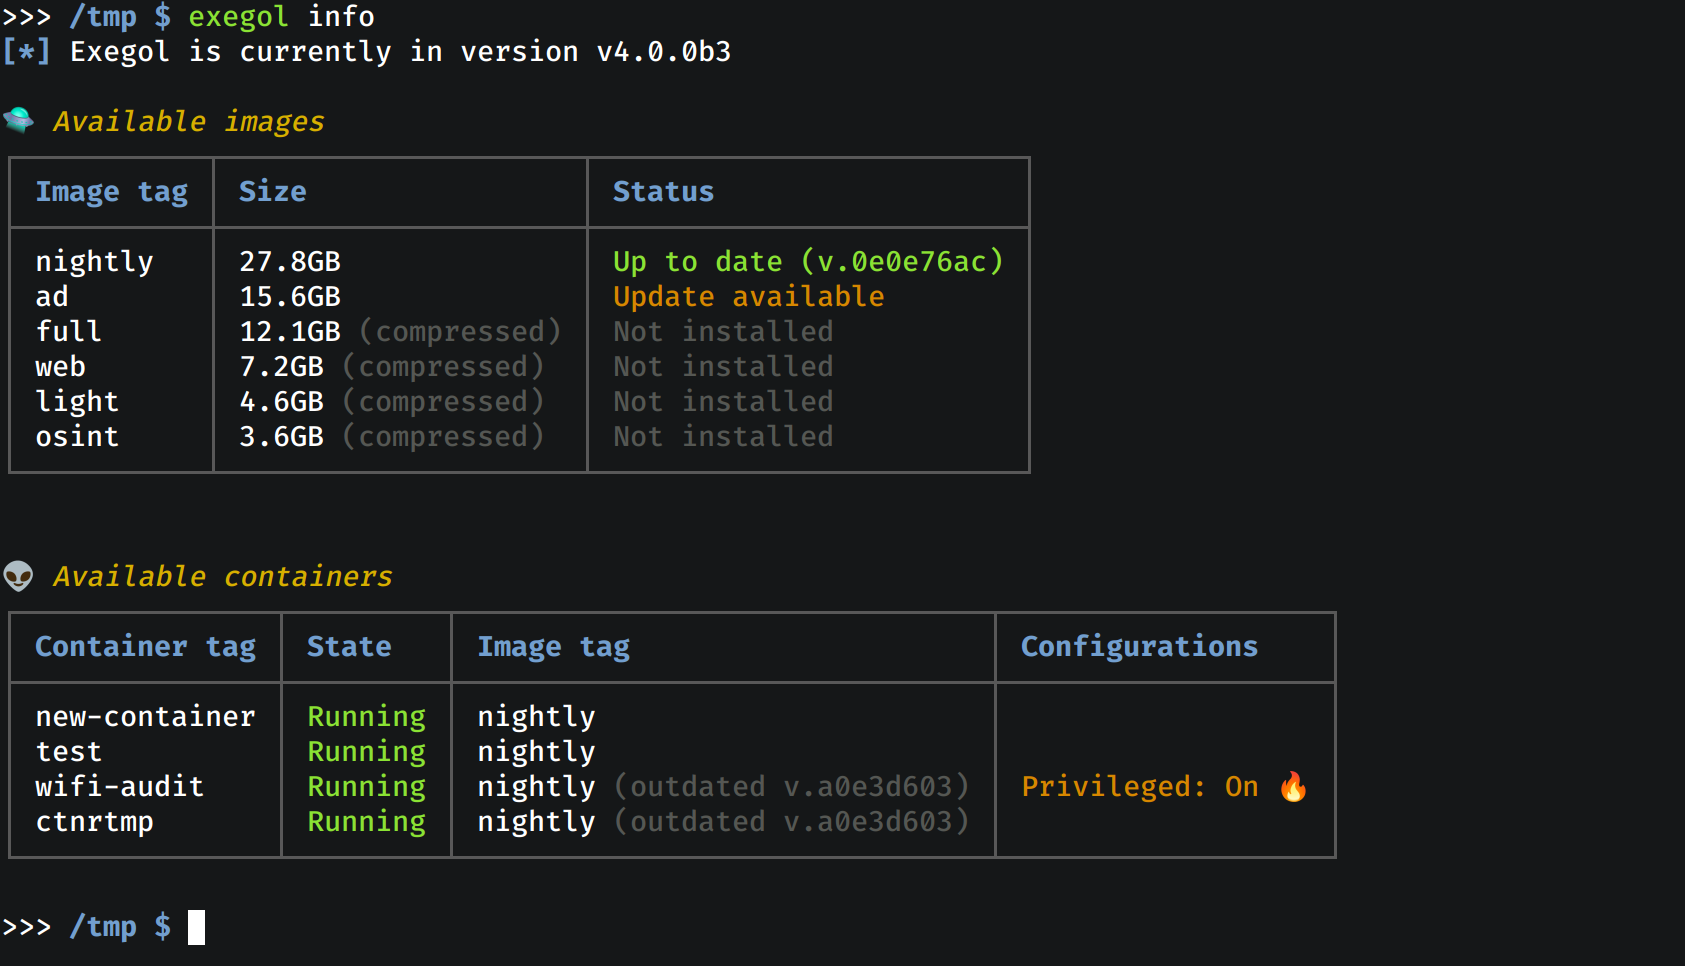 >>> /tmp $ exegol info
[*] Exegol is currently in version v4.0.0b3
🛸 Available images
Image tag Size Status
nightly 27.8GB Up to date (v.0e0e76ac)
ad 15.6GB Update available
full 12.1GB (compressed) Not installed
web 7.2GB (compressed) Not installed
light 4.6GB (compressed) Not installed
osint 3.6GB (compressed) Not installed
👽 Available containers
Container tag State Image tag Configurations
new-container Running nightly
test Running nightly
wifi-audit Running nightly (outdated v.a0e3d603) Privileged: On 🔥
ctnrtmp Running nightly (outdated v.a0e3d603)
>>> /tmp $